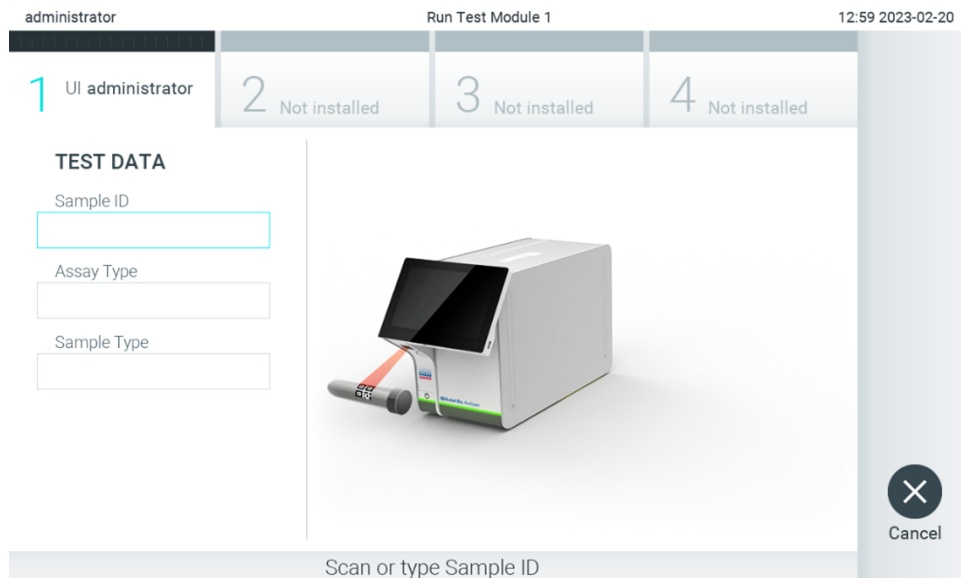 administrator
Run Test Module 1
12:59 2023-02-20
1 UI administrator
2 Not installed
3 Not installed
4 Not installed
TEST DATA
Sample ID
Assay Type
Sample Type
Cancel
Scan or type Sample ID